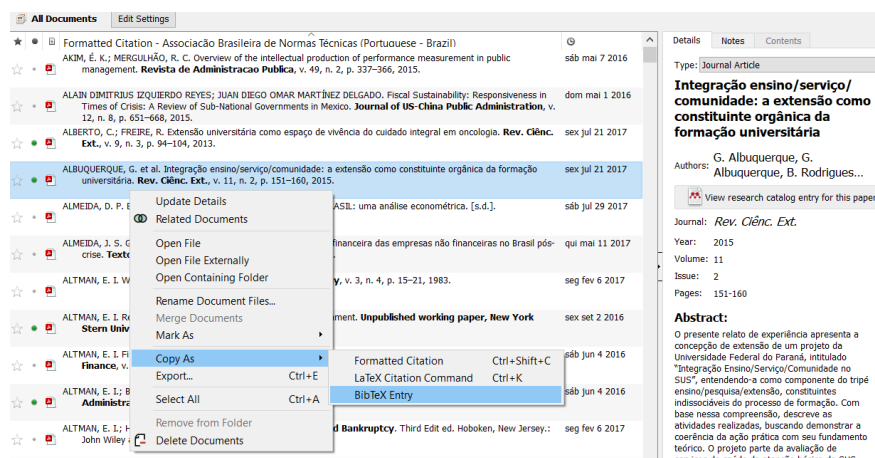 All Documents Edit Settings
Formatted Citation - Associacão Brasileira de Normas Técnicas (Portuguese - Brazil)
AKIM, É. K.; MERGULHÃO, R. C. Overview of the intellectual production of performance measurement in public sáb mai 7 2016
management. Revista de Administracao Publica, v. 49, n. 2, p. 337–366, 2015.
ALAIN DIMITRIUS IZQUIERDO REYES; JUAN DIEGO OMAR MARTÍNEZ DELGADO. Fiscal Sustainability: Responsiveness in dom mai 1 2016
Times of Crisis: A Review of Sub-National Governments in Mexico. Journal of US-China Public Administration, v.
12, n. 8, p. 651–668, 2015.
ALBERTO, C.; FREIRE, R. Extensão universitária como espaço de vivência do cuidado integral em oncologia. Rev. Ciênc. sex jul 21 2017
Ext., v. 9, n. 3, p. 94–104, 2013.
ALBUQUERQUE, G. et al. Integração ensino/serviço/comunidade: a extensão como constituinte orgânica da formação sex jul 21 2017
universitária. Rev. Ciênc. Ext., v. 11, n. 2, p. 151–160, 2015.
ALMEIDA, D. P. E ASIL: uma análise econométrica. [s.d.]. sáb jul 29 2017
ALMEIDA, J. S. G financeira das empresas não financeiras no Brasil pós- qui mai 11 2017
crise. Texto
ALTMAN, E. I. W y, v. 3, n. 4, p. 15–21, 1983. seg fev 6 2017
ALTMAN, E. I. Re ment. Unpublished working paper, New York sex set 2 2016
Stern Univ
ALTMAN, E. I. Fi sáb jun 4 2016
Finance, v.
ALTMAN, E. I.; B sáb jun 4 2016
Administra
ALTMAN, E. I.; H d Bankruptcy. Third Edit ed. Hoboken, New Jersey.: seg fev 6 2017
John Wiley
Update Details
Related Documents
Open File
Open File Externally
Open Containing Folder
Rename Document Files...
Merge Documents
Mark As
Copy As
Export... Ctrl+E
Select All Ctrl+A
Remove from Folder
Delete Documents
Formatted Citation Ctrl+Shift+C
LaTeX Citation Command Ctrl+K
BibTeX Entry
Details Notes Contents
Type: Journal Article
Integração ensino/serviço/
comunidade: a extensão como
constituinte orgânica da
formação universitária
Authors: G. Albuquerque, G.
Albuquerque, B. Rodrigues...
View research catalog entry for this paper
Journal: Rev. Ciênc. Ext.
Year: 2015
Volume: 11
Issue: 2
Pages: 151-160
Abstract:
O presente relato de experiência apresenta a
concepção de extensão de um projeto da
Universidade Federal do Paraná, intitulado
"Integração Ensino/Serviço/Comunidade no
SUS", entendendo-a como componente do tripé
ensino/pesquisa/extensão, constituintes
indissociáveis do processo de formação. Com
base nessa compreensão, descreve as
atividades realizadas, buscando demonstrar a
coerência da ação prática com seu fundamento
teórico. O projeto parte da avaliação de